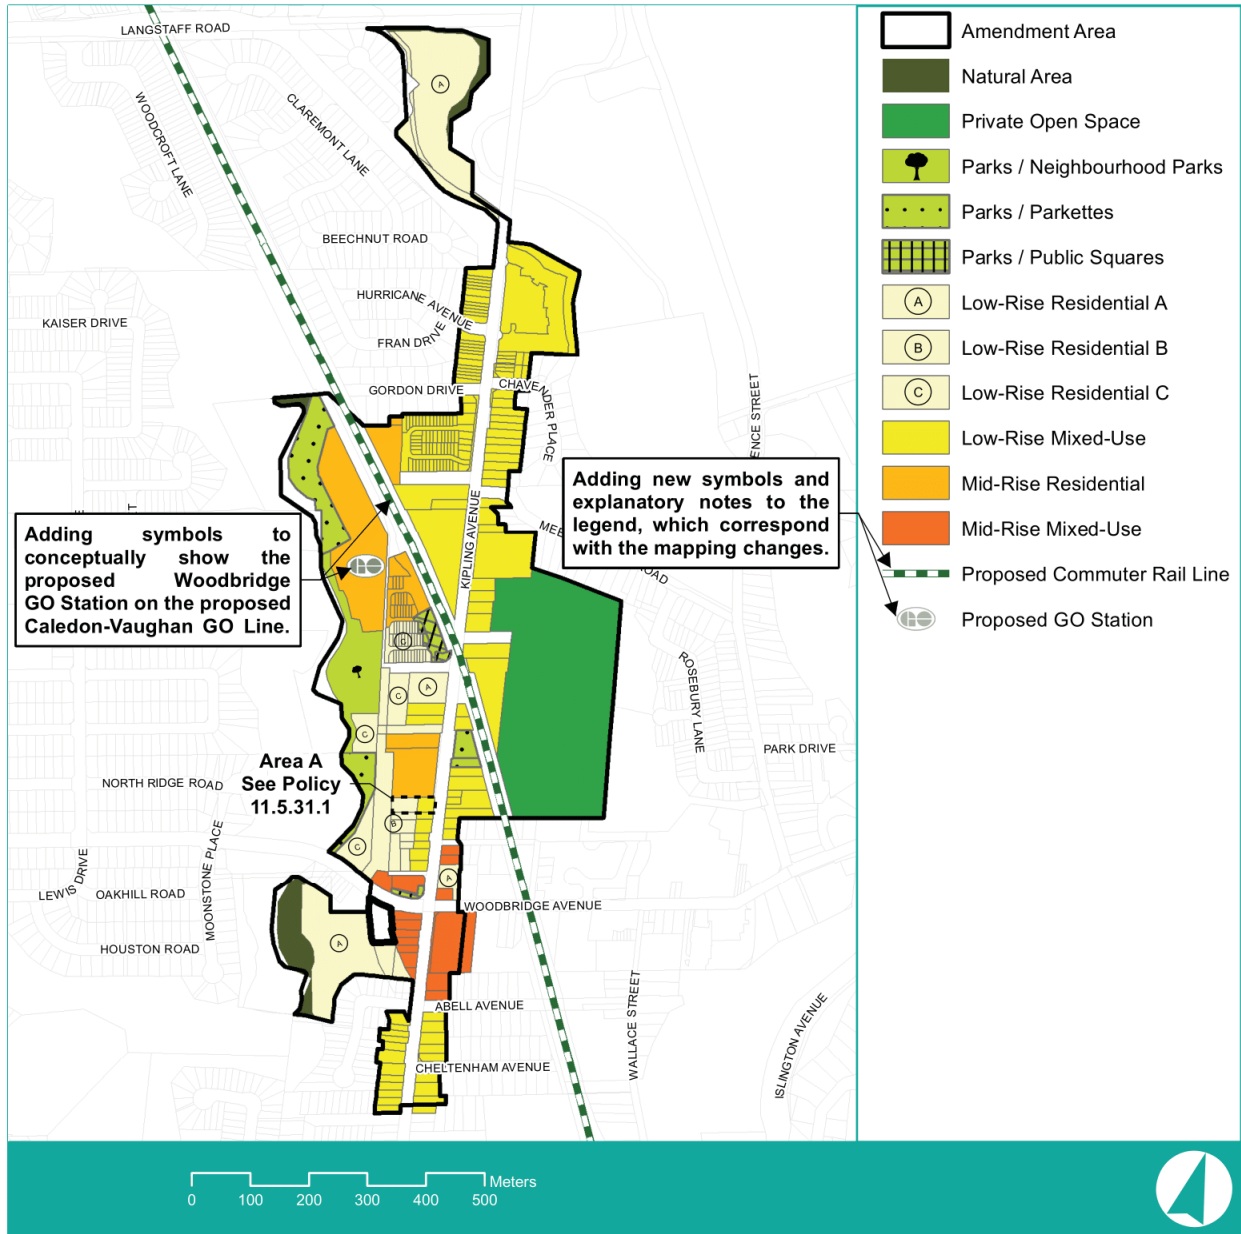 LANGSTAFF ROAD
WOODCROFT LANE
CLAREMONT LANE
A
BEECHNUT ROAD
HURRICANE AVENUE
KAISER DRIVE
FRAN DRIVE
GORDON DRIVE
CHAVENDER PLACE
ENCE STREET
KIPLING AVENUE
Adding symbols to
conceptually show the
proposed Woodbridge
GO Station on the proposed
Caledon-Vaughan GO Line.
Adding new symbols and
explanatory notes to the
legend, which correspond
with the mapping changes.
MEE
ROAD
GO
C
A
C
C
ROSEBURY LANE
PARK DRIVE
Area A
See Policy
11.5.31.1
NORTH RIDGE ROAD
B
C
A
MOONSTONE PLACE
LEWIS DRIVE
OAKHILL ROAD
WOODBRIDGE AVENUE
HOUSTON ROAD
A
ABELL AVENUE
WALLACE STREET
ISLINGTON AVENUE
CHELTENHAM AVENUE
Amendment Area
Natural Area
Private Open Space
Parks / Neighbourhood Parks
Parks / Parkettes
Parks / Public Squares
A Low-Rise Residential A
B Low-Rise Residential B
C Low-Rise Residential C
Low-Rise Mixed-Use
Mid-Rise Residential
Mid-Rise Mixed-Use
Proposed Commuter Rail Line
GO Proposed GO Station
Meters
0 100 200 300 400 500